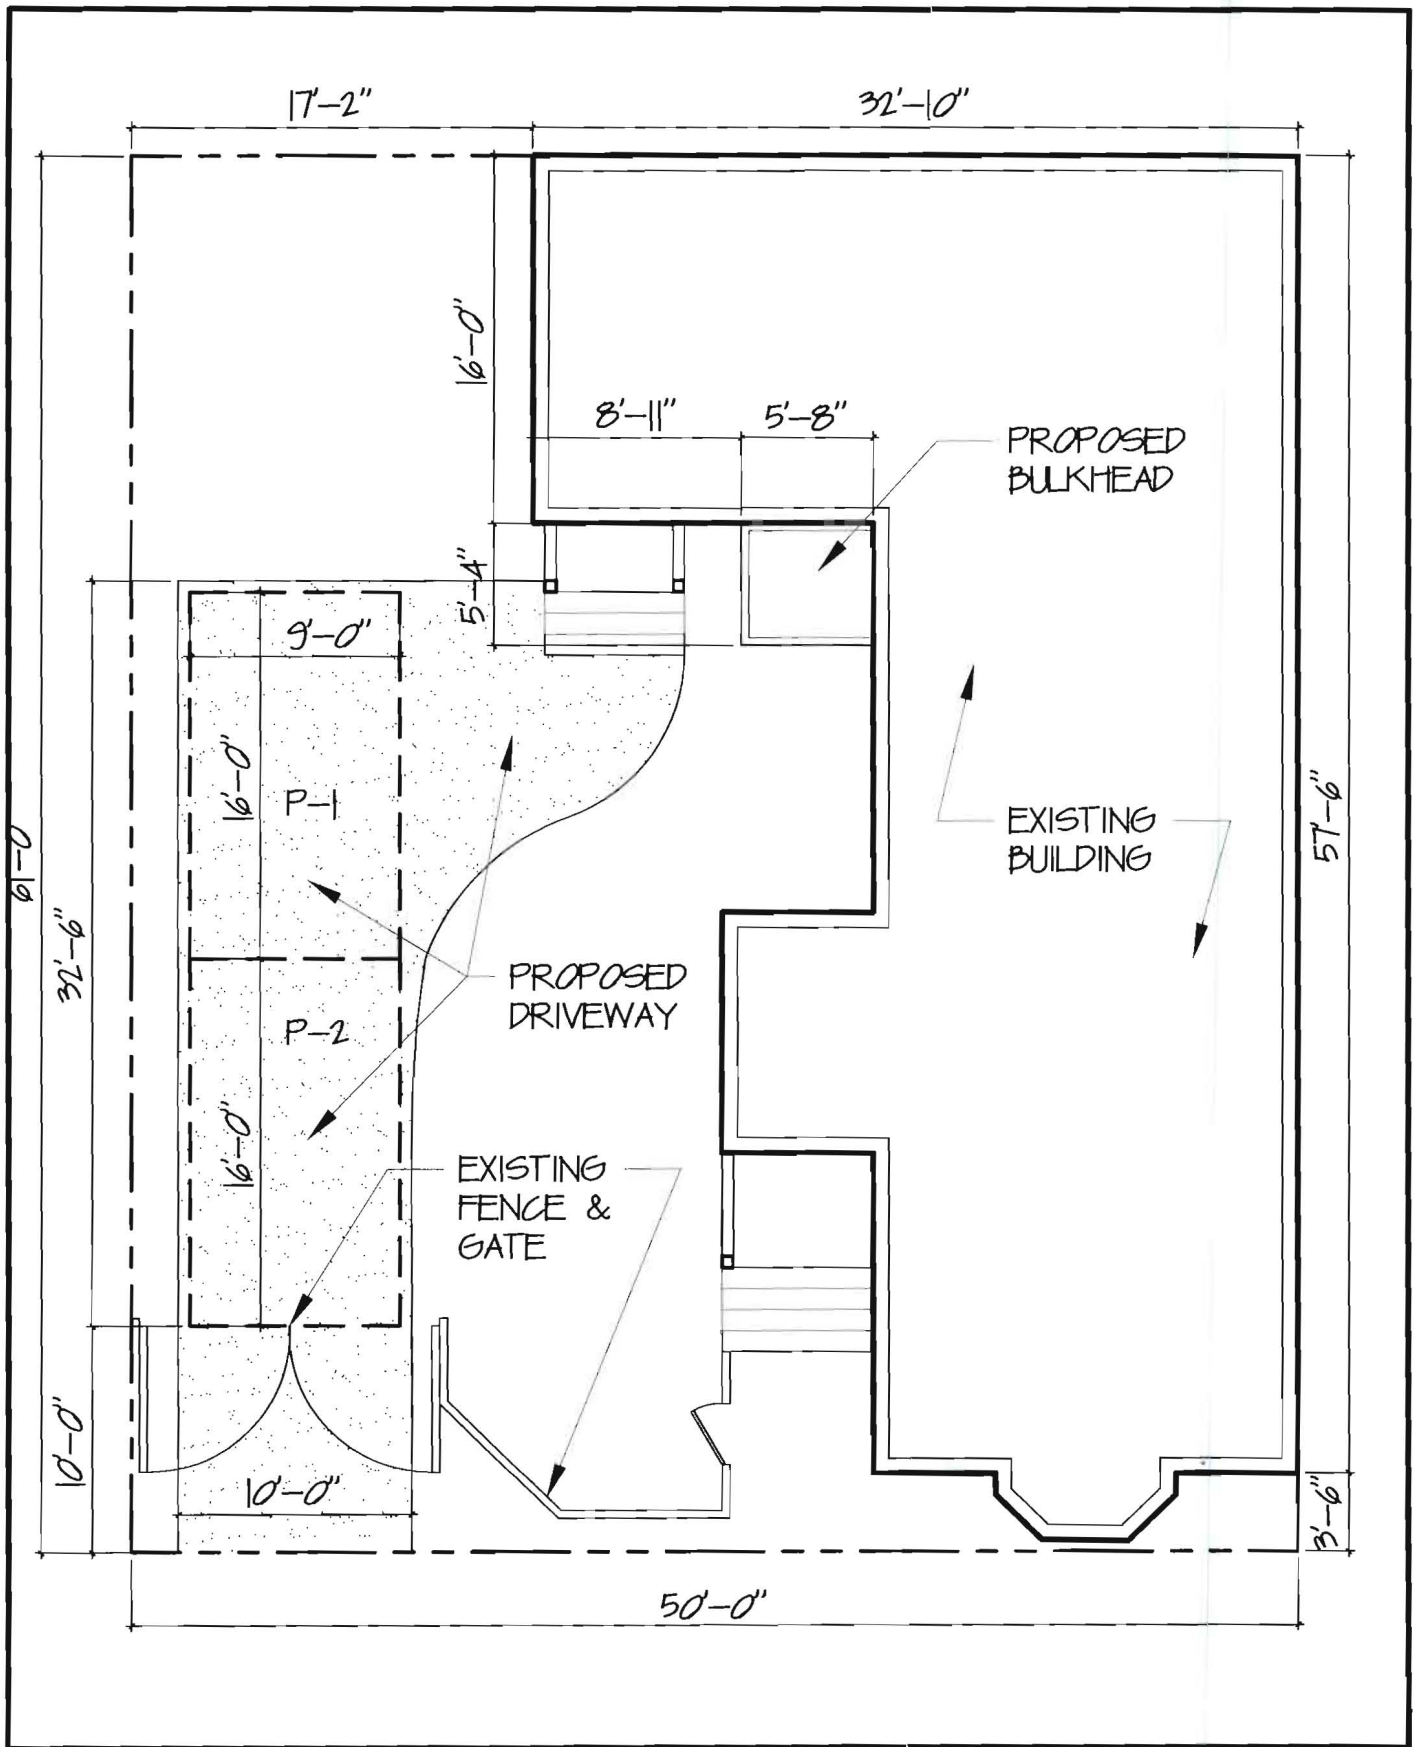 17'-2"
32'-10"
16'-0"
8'-11"
5'-8"
PROPOSED
BULKHEAD
5'-4"
9'-0"
16'-0"
P-1
EXISTING
BUILDING
57'-6"
61'-0
32'-6"
PROPOSED
DRIVEWAY
P-2
16'-0"
EXISTING
FENCE &
GATE
10'-0"
10'-0"
3'-6"
50'-0"